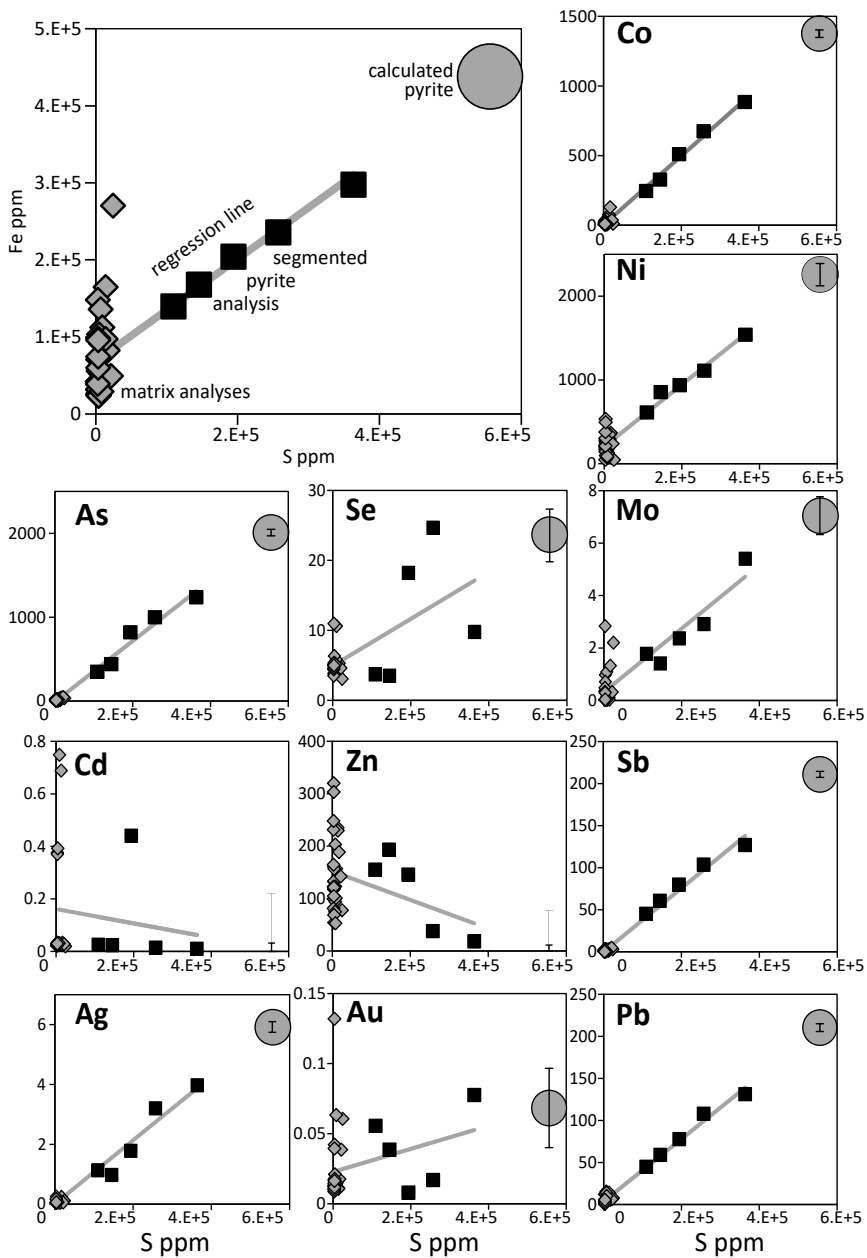 5.E+5
4.E+5
3.E+5
2.E+5
1.E+5
0
Fe ppm
calculated
pyrite
regression line
segmented
pyrite
analysis
matrix analyses
0
2.E+5
4.E+5
6.E+5
S ppm
Co
1500
1000
500
0
0
2.E+5
4.E+5
6.E+5
Ni
2000
1000
0
0
2.E+5
4.E+5
6.E+5
As
2000
1000
0
0
2.E+5
4.E+5
6.E+5
Se
30
20
10
0
0
2.E+5
4.E+5
6.E+5
Mo
8
6
4
2
0
0
2.E+5
4.E+5
6.E+5
Cd
0.8
0.6
0.4
0.2
0
0
2.E+5
4.E+5
6.E+5
Zn
400
300
200
100
0
0
2.E+5
4.E+5
6.E+5
Sb
250
200
150
100
50
0
0
2.E+5
4.E+5
6.E+5
Ag
6
4
2
0
0
2.E+5
4.E+5
6.E+5
S ppm
Au
0.15
0.1
0.05
0
0
2.E+5
4.E+5
6.E+5
Pb
250
200
150
100
50
0
0
2.E+5
4.E+5
6.E+5
S ppm